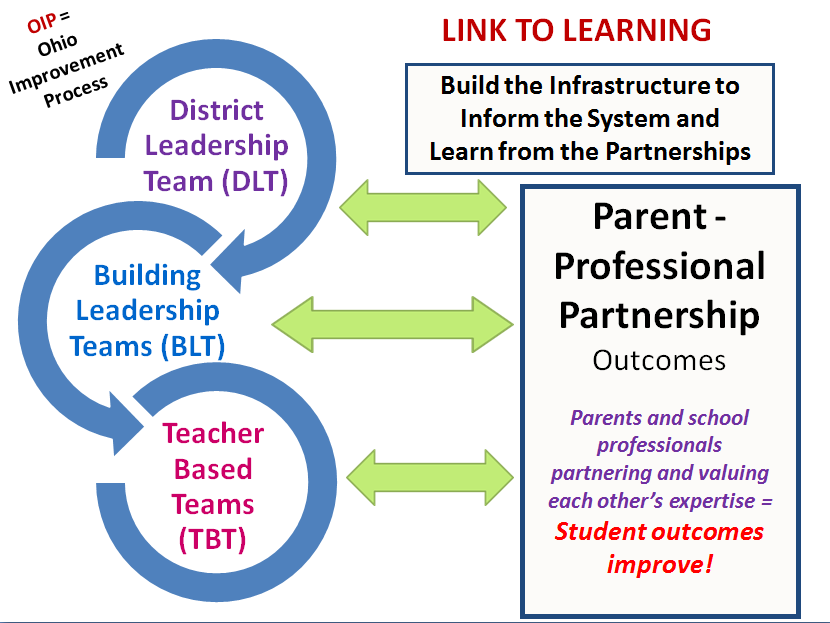 OIP =
Ohio
Improvement
Process
LINK TO LEARNING
Build the Infrastructure to
Inform the System and
Learn from the Partnerships
District
Leadership
Team (DLT)
Building
Leadership
Teams (BLT)
Teacher
Based
Teams
(TBT)
Parent -
Professional
Partnership
Outcomes
Parents and school
professionals
partnering and valuing
each other’s expertise =
Student outcomes
improve!